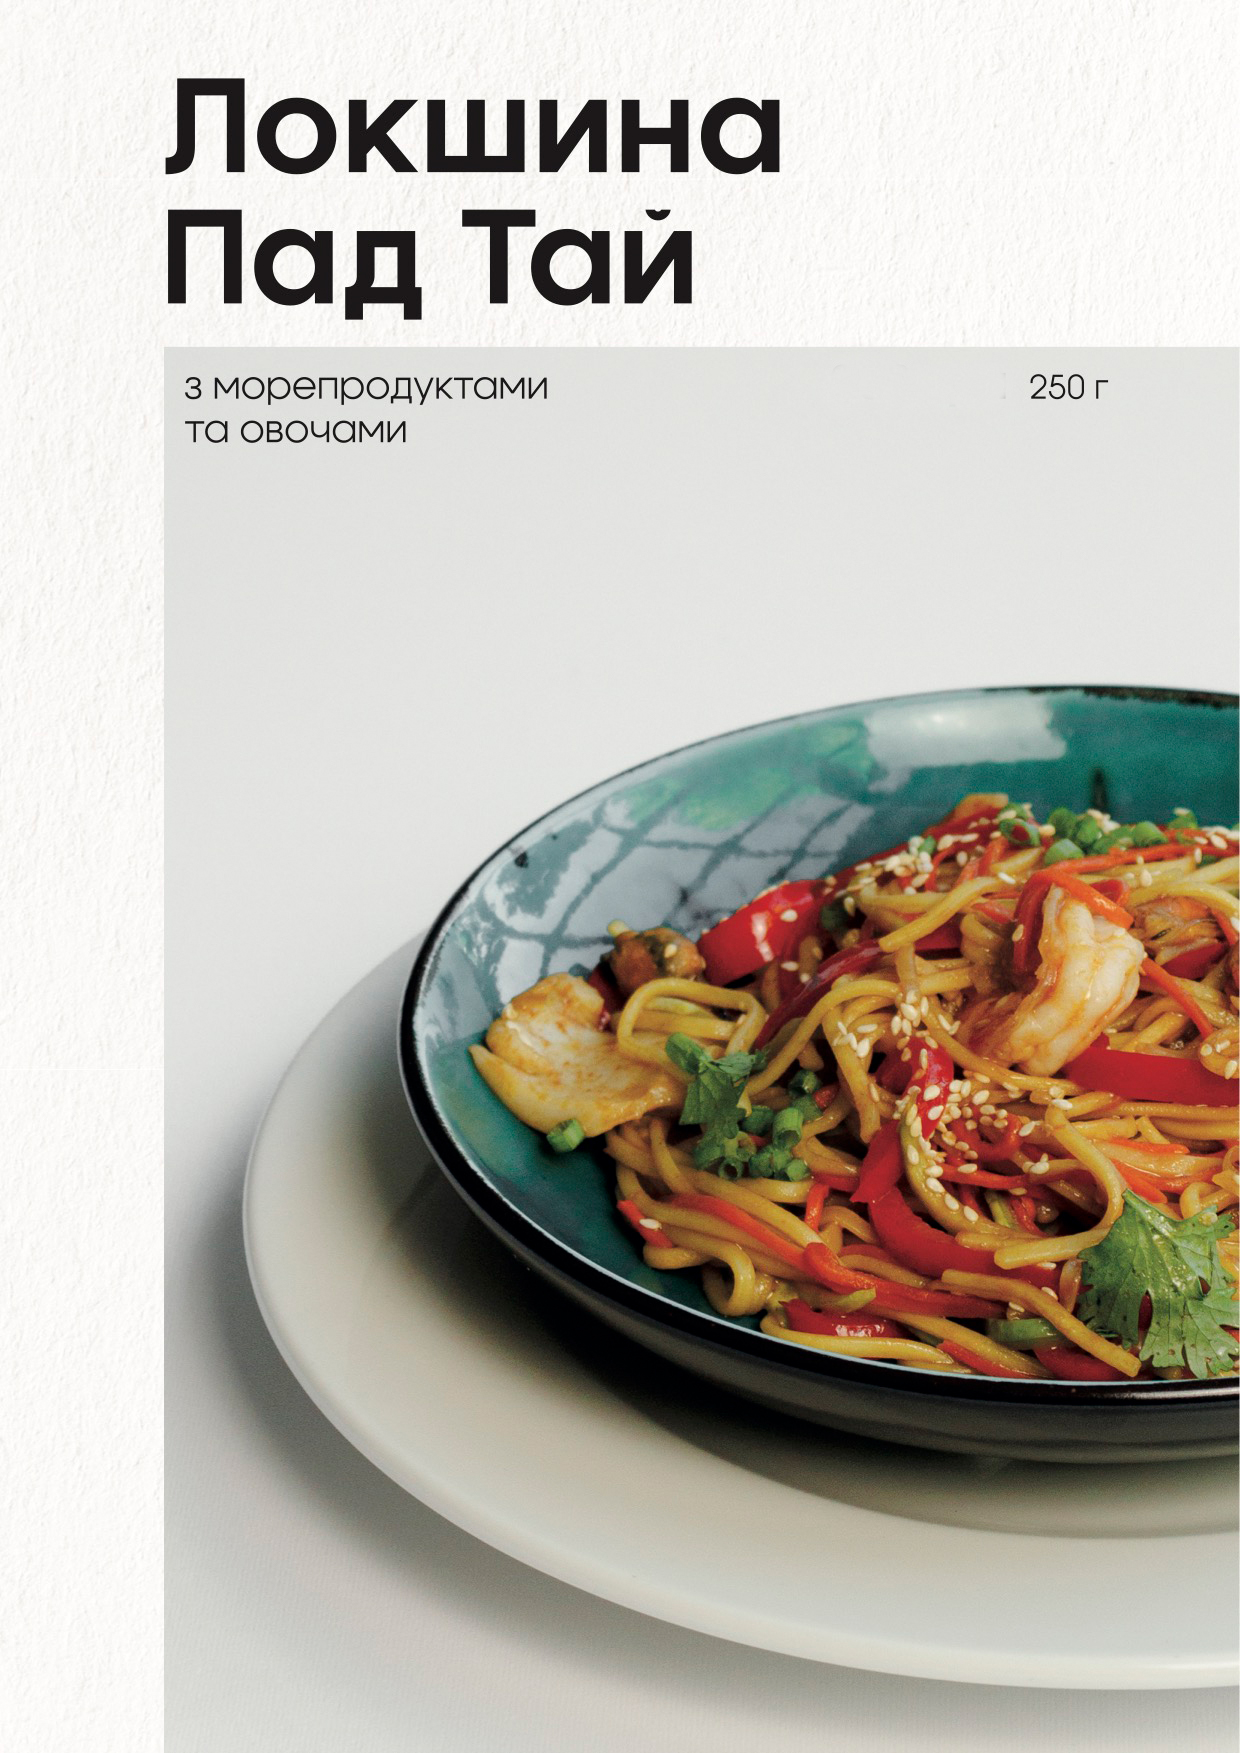 Локшина
Пад Тай
з морепродуктами
та овочами
250 г